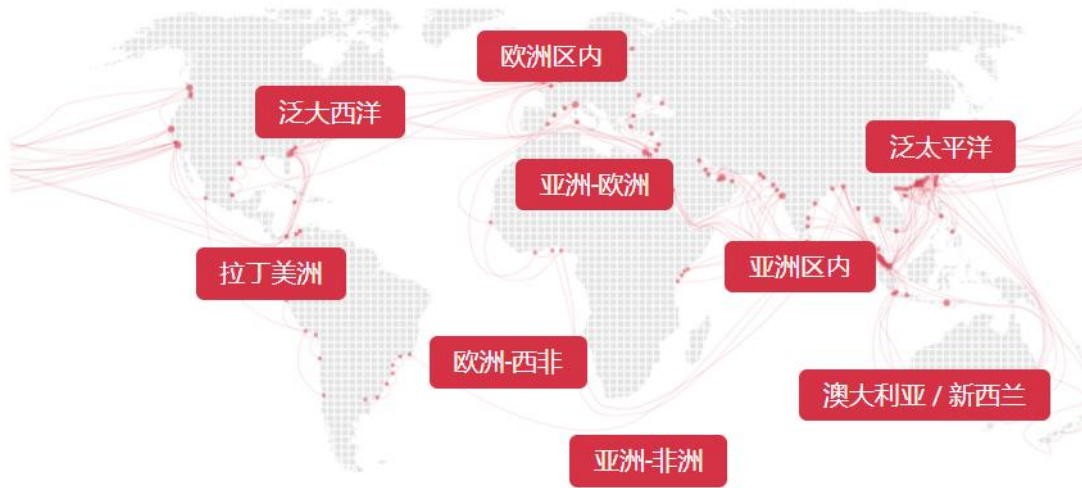 欧洲区内
泛大西洋
泛太平洋
亚洲-欧洲
拉丁美洲
亚洲区内
欧洲-西非
澳大利亚 / 新西兰
亚洲-非洲